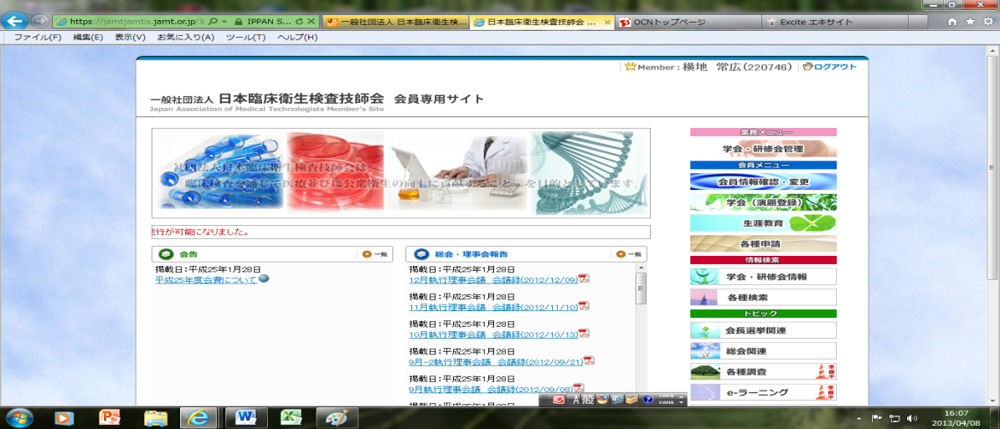 https://jamtjamtis.jamt.or.jp/J
IPPAN S...
一般社団法人 日本臨床衛生検...
日本臨床衛生検査技師会 ...
OCNトップページ
Excite エキサイト
ファイル(F) 編集(E) 表示(V) お気に入り(A) ツール(T) ヘルプ(H)
Member:横地 常広(220746) ログアウト
一般社団法人 日本臨床衛生検査技師会 会員専用サイト
Japan Association of Medical Technologists Member's Site
社団法人日本臨床衛生検査技師会は、
「臨床検査を通じて医療並びに公衆衛生の向上に貢献すること」を目的としています。
行が可能になりました。
会告 一覧
掲載日:平成25年1月28日
平成25年度会費について
総会・理事会報告 一覧
掲載日:平成25年1月28日
12月執行理事会議 会議録(2012/12/09)
掲載日:平成25年1月28日
11月執行理事会議 会議録(2012/11/10)
掲載日:平成25年1月28日
10月執行理事会議 会議録(2012/10/13)
掲載日:平成25年1月28日
9月-2執行理事会議 会議録(2012/09/21)
掲載日:平成25年1月28日
9月執行理事会議 会議録(2012/09/08)
掲載日:平成25年1月28日
業務メニュー
学会・研修会管理
会員メニュー
会員情報確認・変更
学会(演題登録)
生涯教育
各種申請
情報検索
学会・研修会情報
各種検索
トピック
会長選挙関連
総会関連
各種調査 準備中
e-ラーニング 準備中
A 般 CAPS
KANA
16:07
2013/04/08